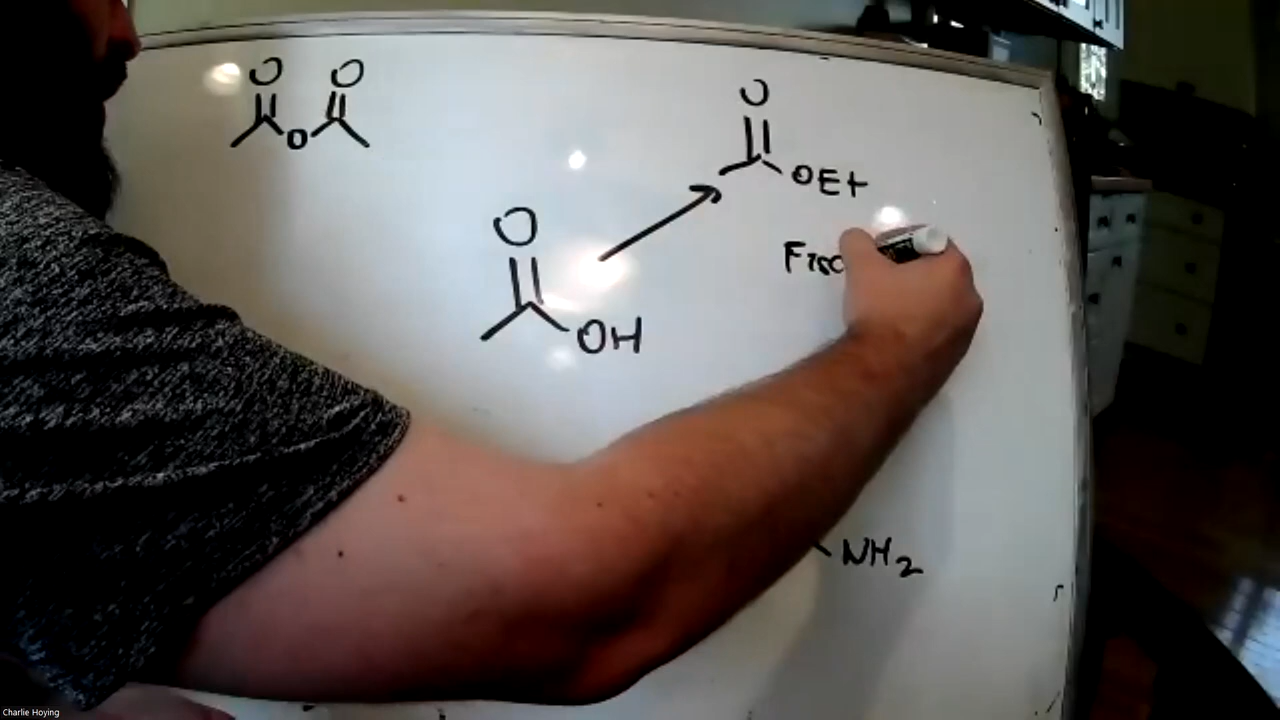 O O
O
O
OEt
O
Fisc
OH
NH₂
Charlie Hoying